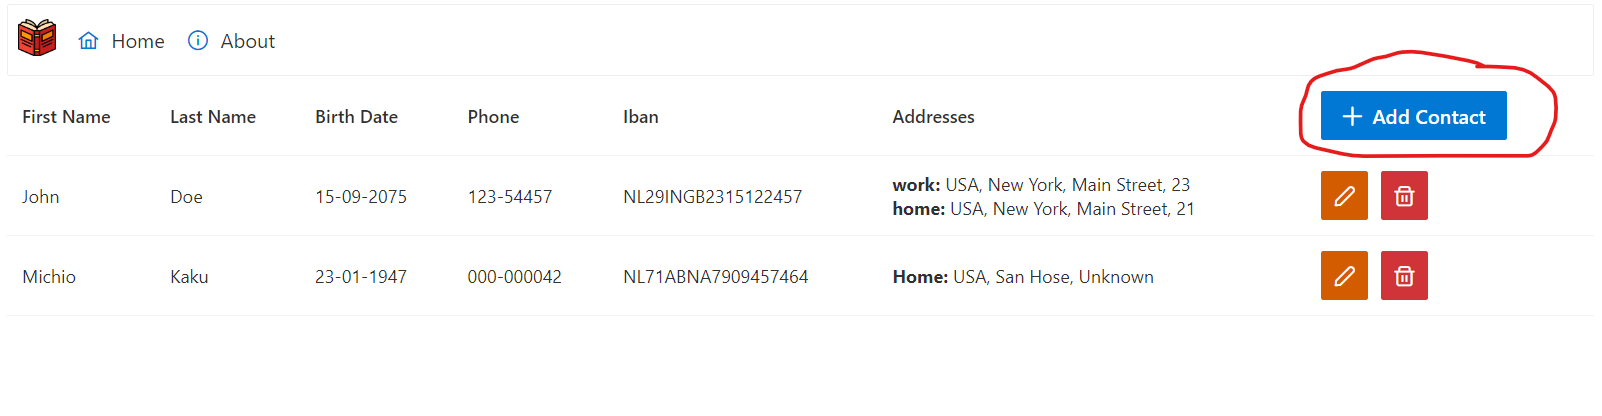 Home About
First Name Last Name Birth Date Phone Iban Addresses Add Contact
John Doe 15-09-2075 123-54457 NL29INGB2315122457 work: USA, New York, Main Street, 23
home: USA, New York, Main Street, 21
Michio Kaku 23-01-1947 000-000042 NL71ABNA7909457464 Home: USA, San Hose, Unknown